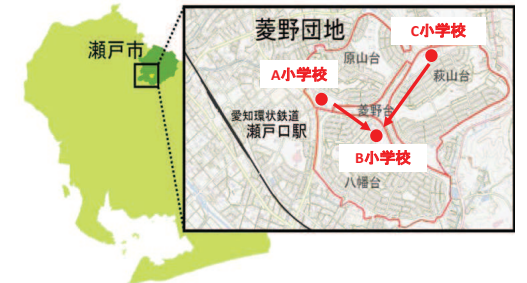 瀬戸市
菱野団地
C小学校
原山台
萩山台
A小学校
菱野台
愛知環状鉄道
瀬戸口駅
B小学校
八幡台